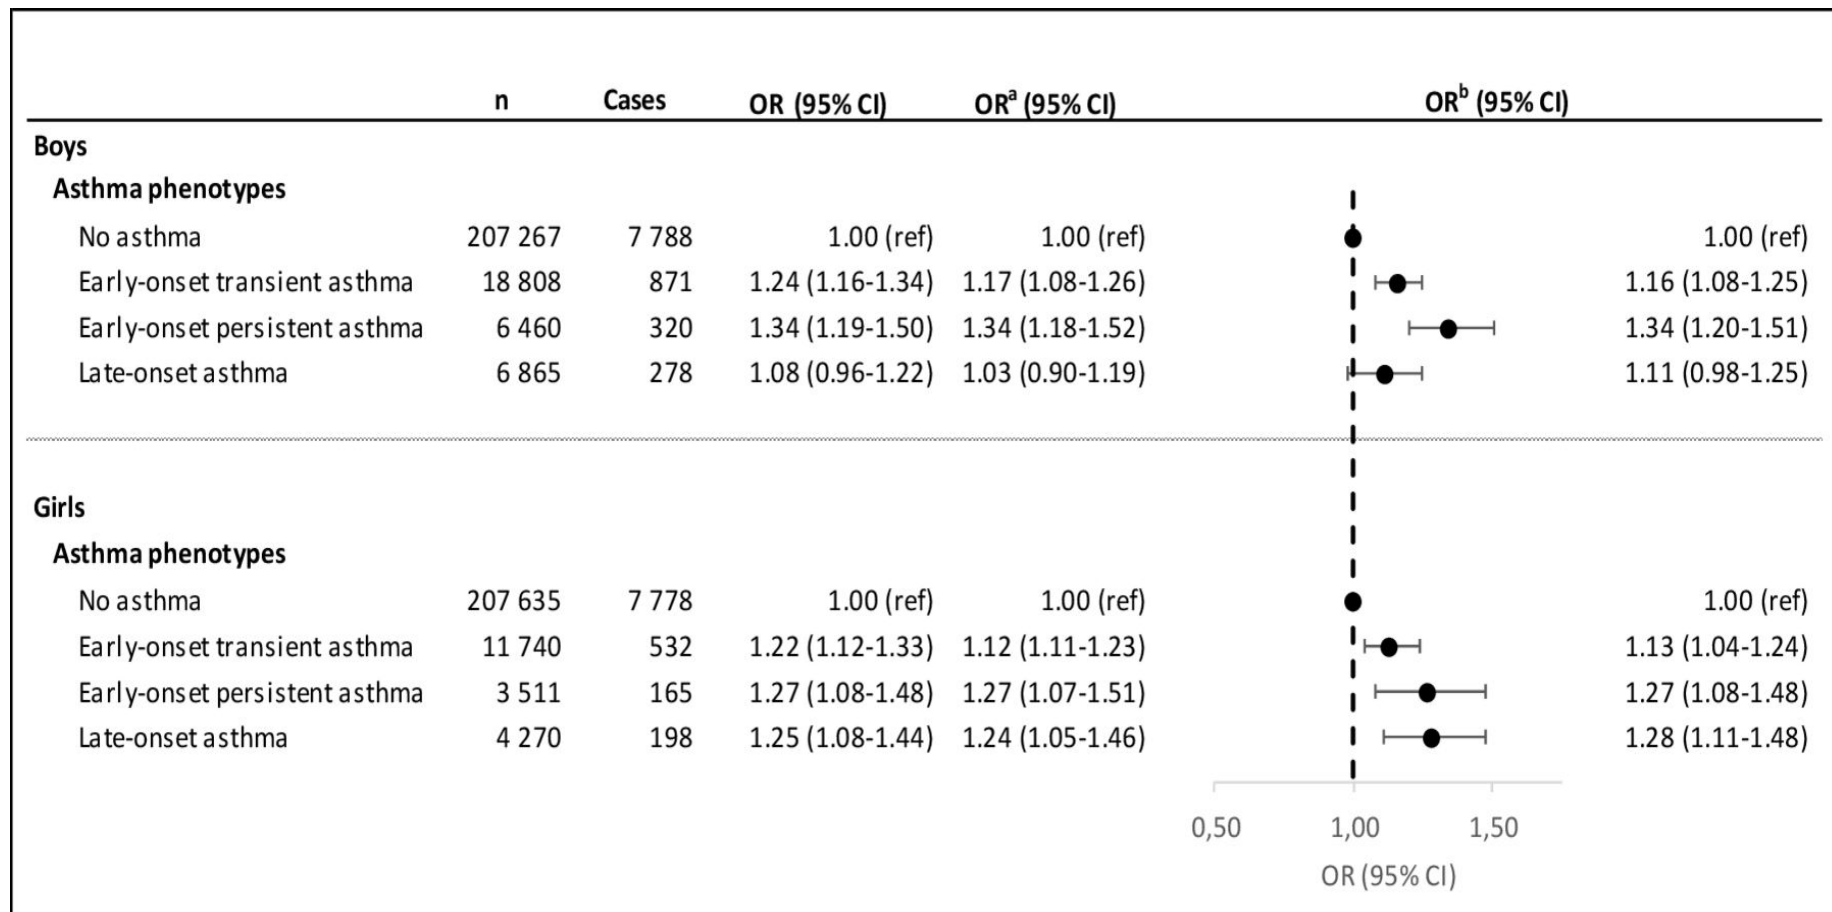 n Cases OR (95% CI) ORᵃ (95% CI) ORᵇ (95% CI)
Boys
Asthma phenotypes
No asthma 207 267 7 788 1.00 (ref) 1.00 (ref) 1.00 (ref)
Early-onset transient asthma 18 808 871 1.24 (1.16-1.34) 1.17 (1.08-1.26) 1.16 (1.08-1.25)
Early-onset persistent asthma 6 460 320 1.34 (1.19-1.50) 1.34 (1.18-1.52) 1.34 (1.20-1.51)
Late-onset asthma 6 865 278 1.08 (0.96-1.22) 1.03 (0.90-1.19) 1.11 (0.98-1.25)
Girls
Asthma phenotypes
No asthma 207 635 7 778 1.00 (ref) 1.00 (ref) 1.00 (ref)
Early-onset transient asthma 11 740 532 1.22 (1.12-1.33) 1.12 (1.11-1.23) 1.13 (1.04-1.24)
Early-onset persistent asthma 3 511 165 1.27 (1.08-1.48) 1.27 (1.07-1.51) 1.27 (1.08-1.48)
Late-onset asthma 4 270 198 1.25 (1.08-1.44) 1.24 (1.05-1.46) 1.28 (1.11-1.48)
0,50 1,00 1,50
OR (95% CI)